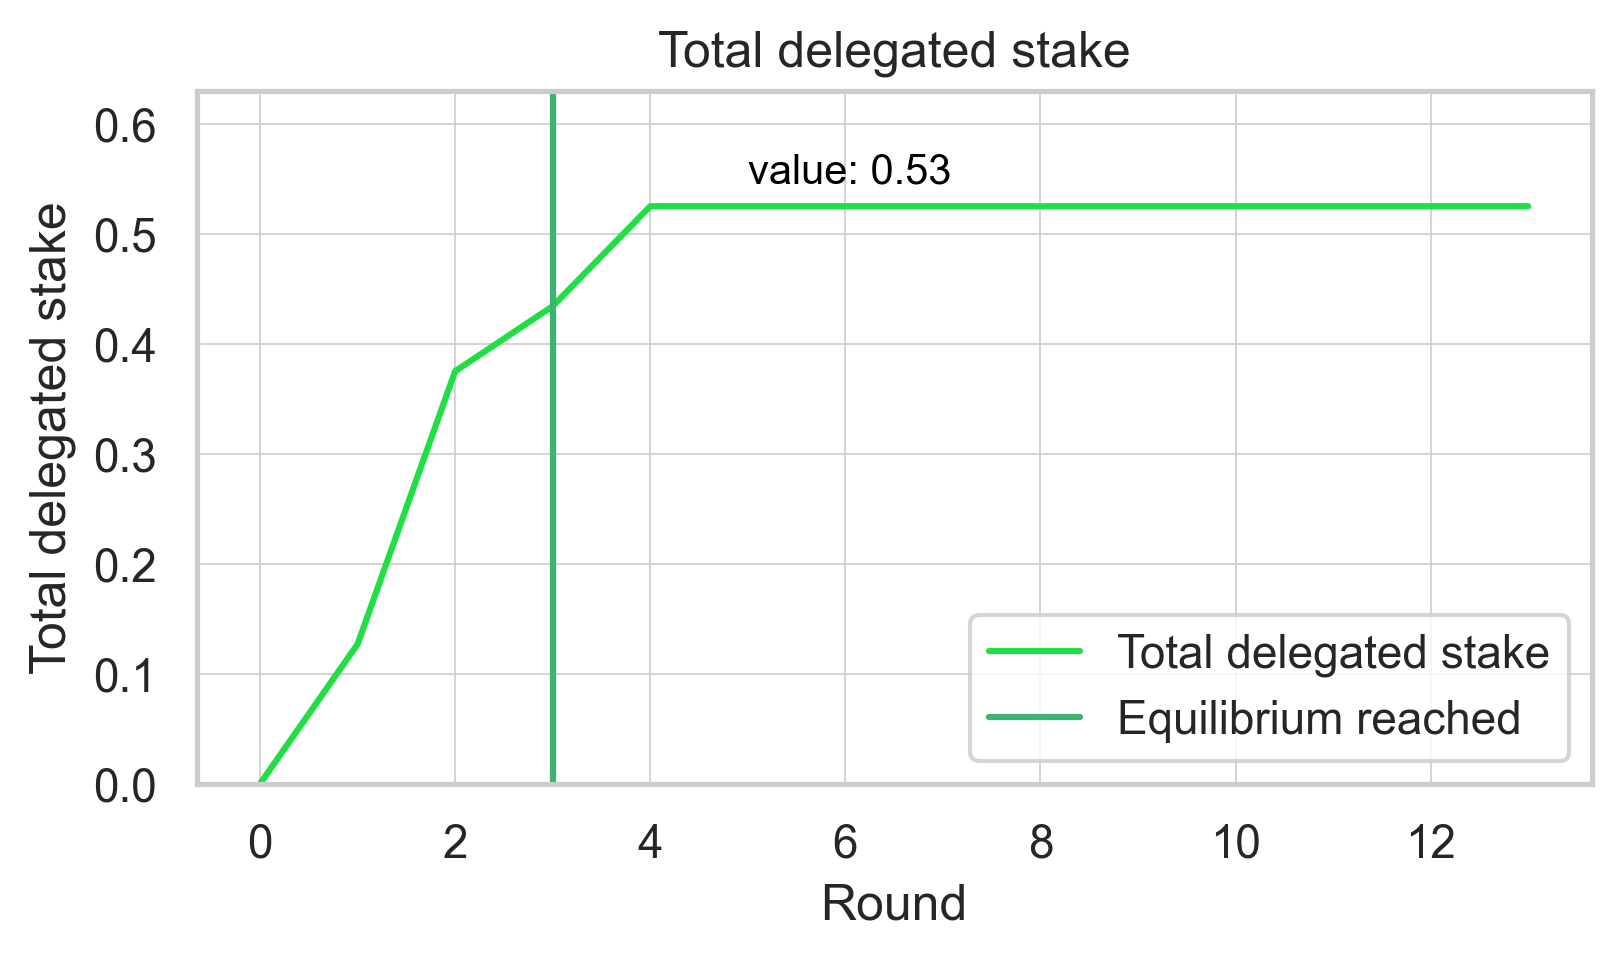 Total delegated stake
Total delegated stake
0.6
0.5
0.4
0.3
0.2
0.1
0.0
value: 0.53
Total delegated stake
Equilibrium reached
0 2 4 6 8 10 12
Round